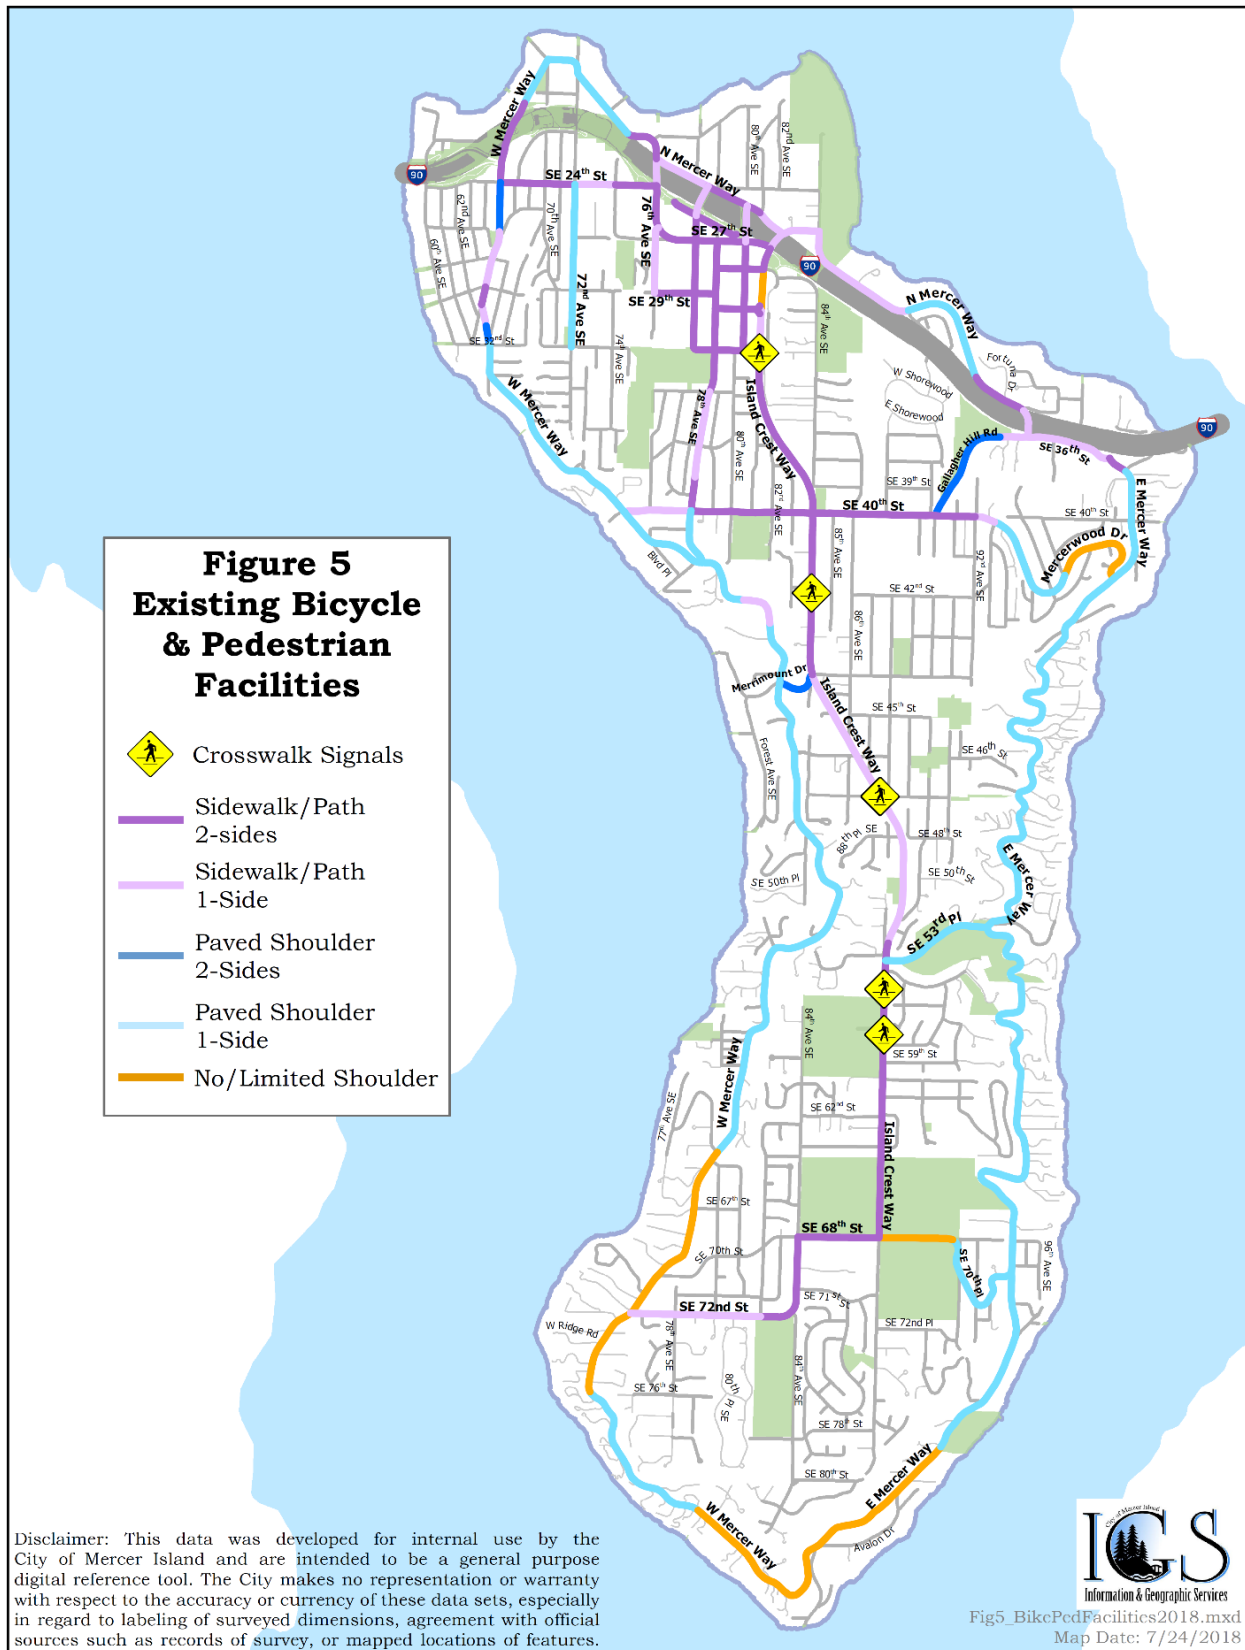 W Mercer Way
N Mercer Way
80th Ave SE
82nd Ave SE
90
SE 24th St
62nd Ave SE
60th Ave SE
70th Ave SE
76th Ave SE
SE 27th St
72nd Ave SE
SE 29th St
90
N Mercer Way
84th Ave SE
SE 32nd St
74th Ave SE
Fortuna Dr
W Shorewood
E Shorewood
W Mercer Way
Island Crest Way
78th Ave SE
80th Ave SE
82nd Ave SE
90
Gallagher Hill Rd
SE 36th St
SE 39th St
E Mercer Way
SE 40th St
SE 40th St
85th Ave SE
Mercerwood Dr
92nd Ave SE
Blvd Pl
SE 42nd St
86th Ave SE
Merrimount Dr
Island Crest Way
SE 45th St
SE 46th St
Forest Ave SE
88th Pl SE
SE 48th St
SE 50th Pl
SE 50th St
E Mercer Way
SE 53rd Pl
84th Ave SE
W Mercer Way
SE 59th St
77th Ave SE
SE 62nd St
Island Crest Way
SE 67th St
SE 68th St
SE 70th St
SE 70th Pl
96th Ave SE
SE 71st St
SE 72nd St
SE 72nd Pl
W Ridge Rd
78th Ave SE
84th Ave SE
SE 76th St
80th Pl SE
SE 78th St
SE 80th St
E Mercer Way
W Mercer Way
Avalon Dr
Figure 5
Existing Bicycle
& Pedestrian
Facilities
Crosswalk Signals
Sidewalk/Path
2-sides
Sidewalk/Path
1-Side
Paved Shoulder
2-Sides
Paved Shoulder
1-Side
No/Limited Shoulder
Disclaimer: This data was developed for internal use by the
City of Mercer Island and are intended to be a general purpose
digital reference tool. The City makes no representation or warranty
with respect to the accuracy or currency of these data sets, especially
in regard to labeling of surveyed dimensions, agreement with official
sources such as records of survey, or mapped locations of features.
City of Mercer Island
IGS
Information & Geographic Services
Fig5_BikePedFacilities2018.mxd
Map Date: 7/24/2018